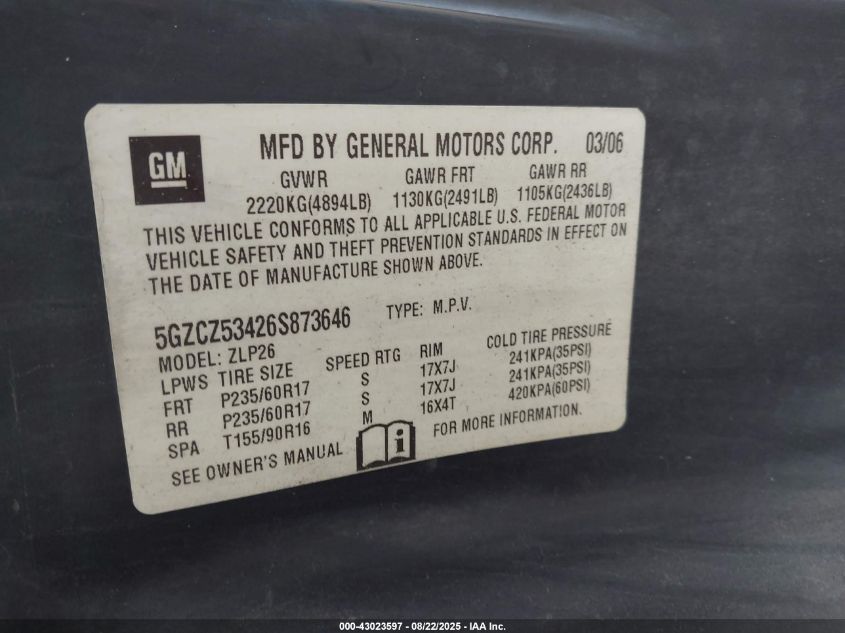 GM
MFD BY GENERAL MOTORS CORP. 03/06
GVWR GAWR FRT GAWR RR
2220KG(4894LB) 1130KG(2491LB) 1105KG(2436LB)
THIS VEHICLE CONFORMS TO ALL APPLICABLE U.S. FEDERAL MOTOR
VEHICLE SAFETY AND THEFT PREVENTION STANDARDS IN EFFECT ON
THE DATE OF MANUFACTURE SHOWN ABOVE.
5GZCZ53426S873646 TYPE: M.P.V.
MODEL: ZLP26
LPWS TIRE SIZE SPEED RTG RIM COLD TIRE PRESSURE
FRT P235/60R17 S 17X7J 241KPA(35PSI)
RR P235/60R17 S 17X7J 241KPA(35PSI)
SPA T155/90R16 M 16X4T 420KPA(60PSI)
SEE OWNER'S MANUAL i FOR MORE INFORMATION.
000-43023597 - 08/22/2025 - IAA Inc.